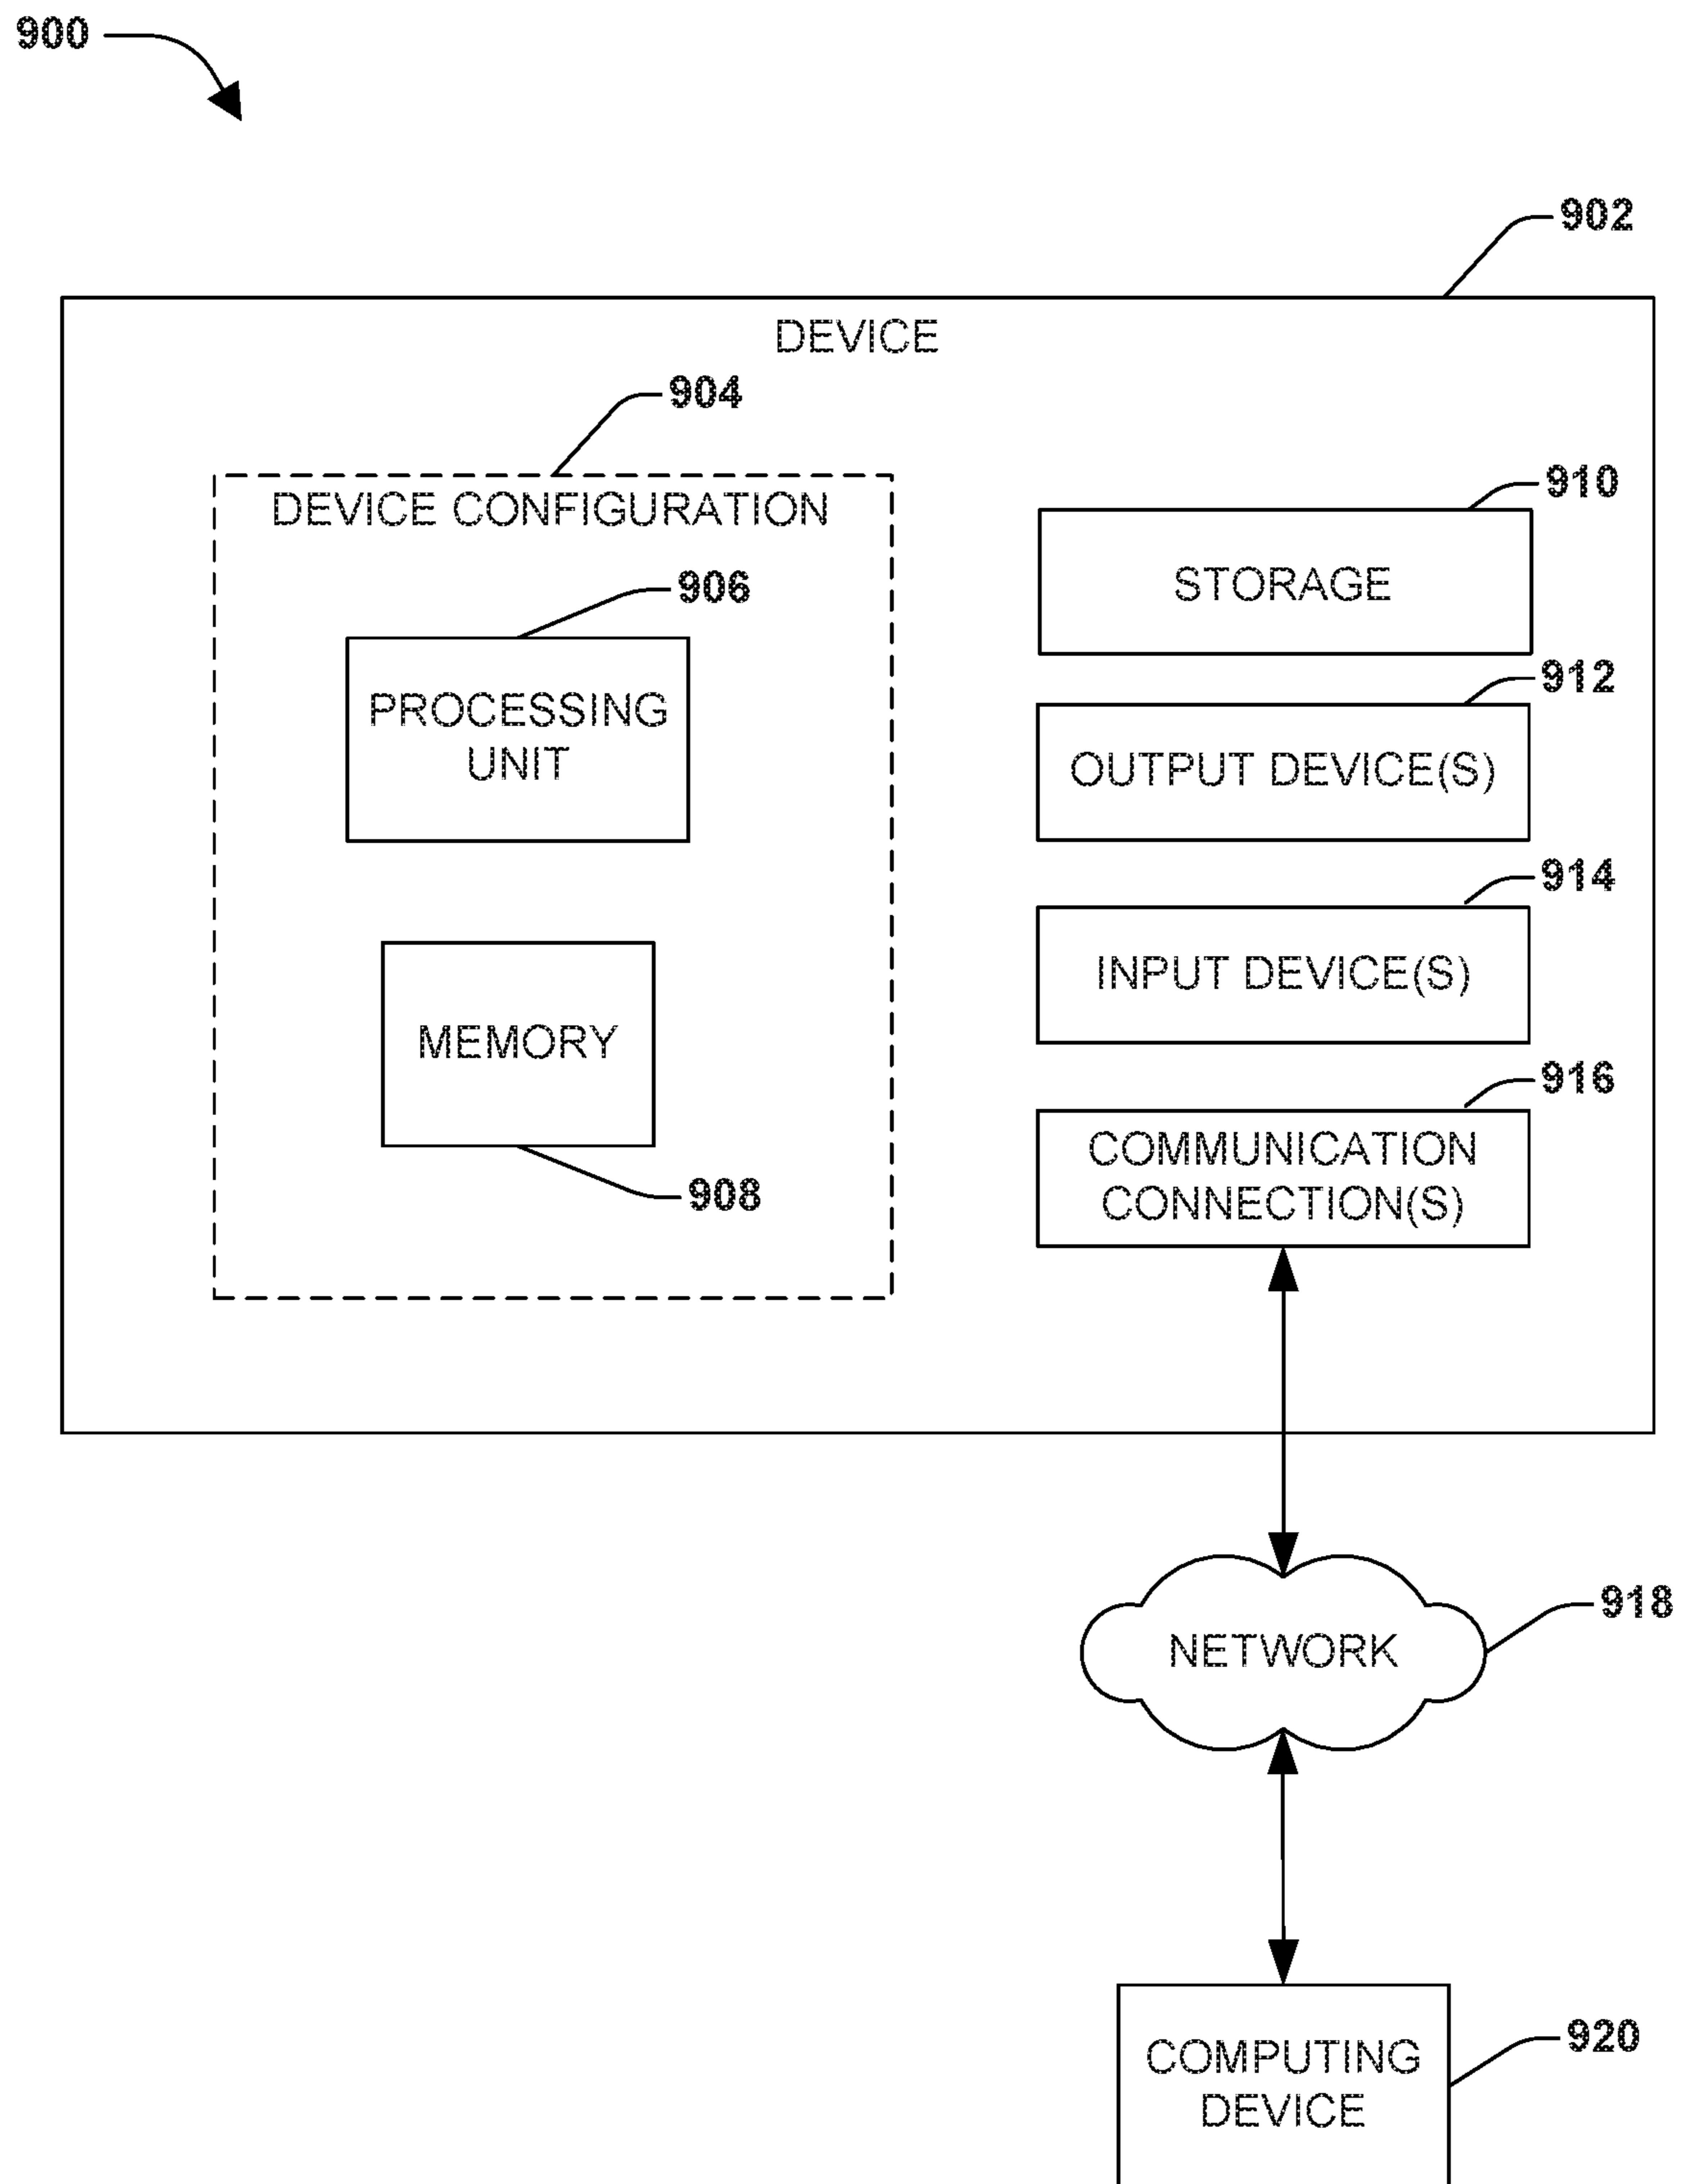 900
902
DEVICE
904
DEVICE CONFIGURATION
910
STORAGE
906
PROCESSING
UNIT
912
OUTPUT DEVICE(S)
914
INPUT DEVICE(S)
MEMORY
908
916
COMMUNICATION
CONNECTION(S)
918
NETWORK
920
COMPUTING
DEVICE